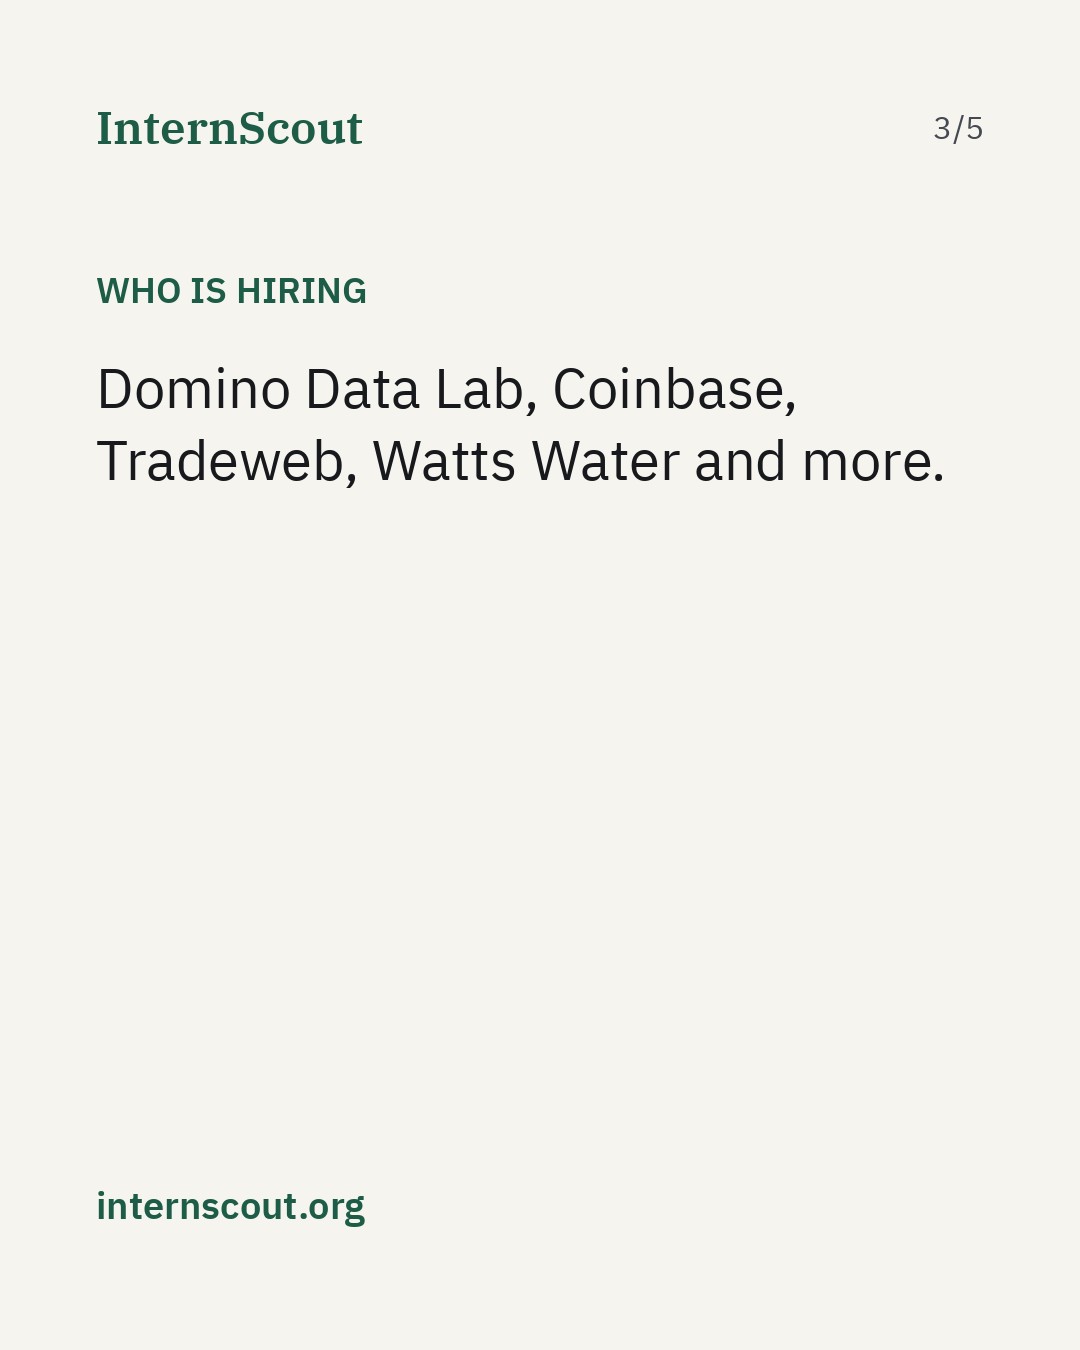 InternScout
3/5
WHO IS HIRING
Domino Data Lab, Coinbase,
Tradeweb, Watts Water and more.
internscout.org